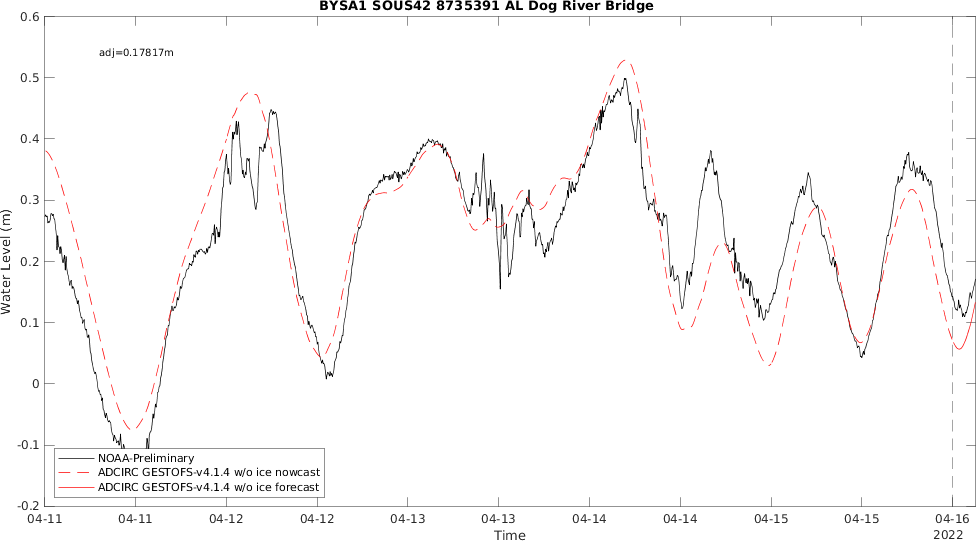 BYSA1 SOUS42 8735391 AL Dog River Bridge
adj=0.17817m
0.6
0.5
0.4
0.3
0.2
0.1
0
-0.1
-0.2
Water Level (m)
NOAA-Preliminary
ADCIRC GESTOFS-v4.1.4 w/o ice nowcast
ADCIRC GESTOFS-v4.1.4 w/o ice forecast
04-11 04-11 04-12 04-12 04-13 04-13 04-14 04-14 04-15 04-15 04-16
Time
2022